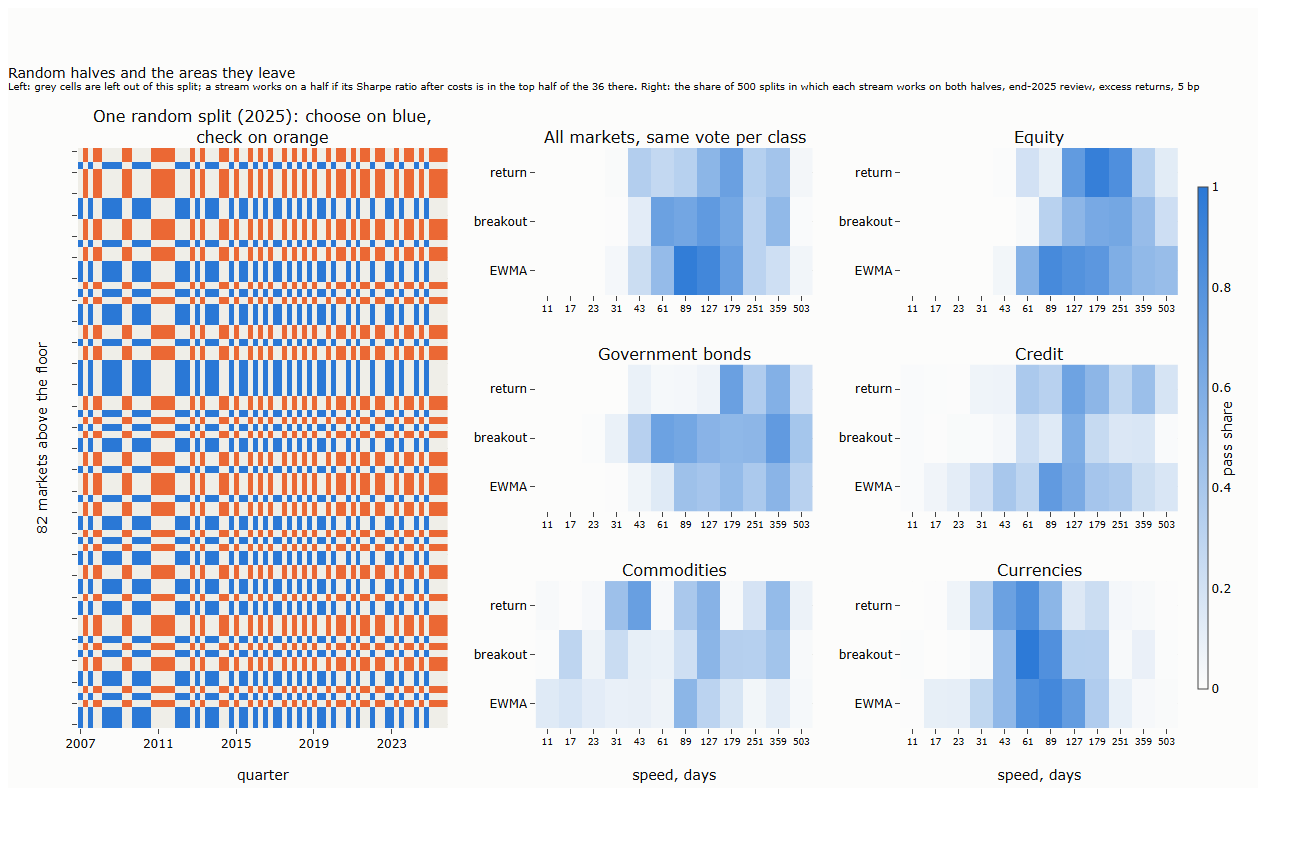 Random halves and the areas they leave
Left: grey cells are left out of this split; a stream works on a half if its Sharpe ratio after costs is in the top half of the 36 there. Right: the share of 500 splits in which each stream works on both halves, end-2025 review, excess returns, 5 bp
One random split (2025): choose on blue,
check on orange
82 markets above the floor
2007 2011 2015 2019 2023
quarter
All markets, same vote per class
return
breakout
EWMA
11 17 23 31 43 61 89 127 179 251 359 503
Equity
return
breakout
EWMA
11 17 23 31 43 61 89 127 179 251 359 503
Government bonds
return
breakout
EWMA
11 17 23 31 43 61 89 127 179 251 359 503
Credit
return
breakout
EWMA
11 17 23 31 43 61 89 127 179 251 359 503
Commodities
return
breakout
EWMA
11 17 23 31 43 61 89 127 179 251 359 503
speed, days
Currencies
return
breakout
EWMA
11 17 23 31 43 61 89 127 179 251 359 503
speed, days
1
0.8
0.6
0.4
0.2
0
pass share